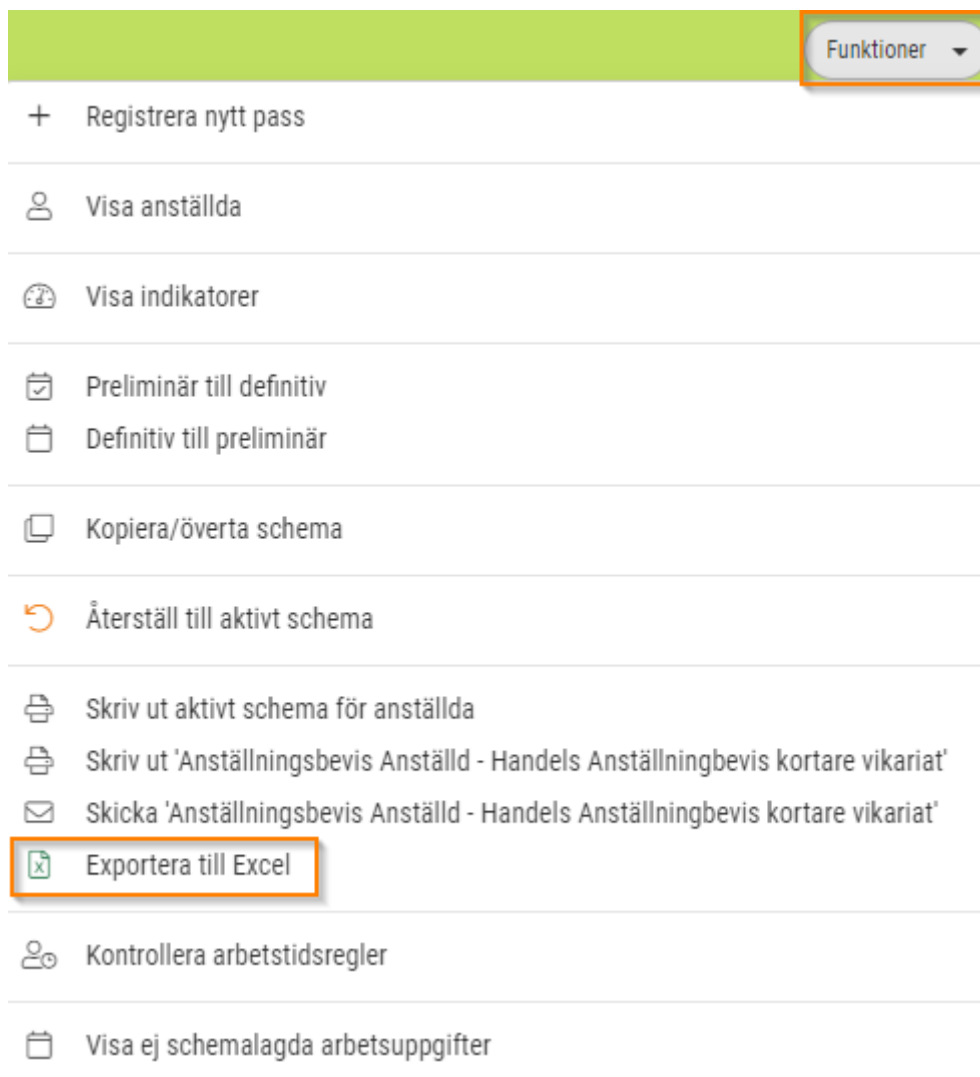 Funktioner
Registrera nytt pass
Visa anställda
Visa indikatorer
Preliminär till definitiv
Definitiv till preliminär
Kopiera/överta schema
Återställ till aktivt schema
Skriv ut aktivt schema för anställda
Skriv ut 'Anställningsbevis Anställd - Handels Anställningbevis kortare vikariat'
Skicka 'Anställningsbevis Anställd - Handels Anställningbevis kortare vikariat'
Exportera till Excel
Kontrollera arbetstidsregler
Visa ej schemalagda arbetsuppgifter